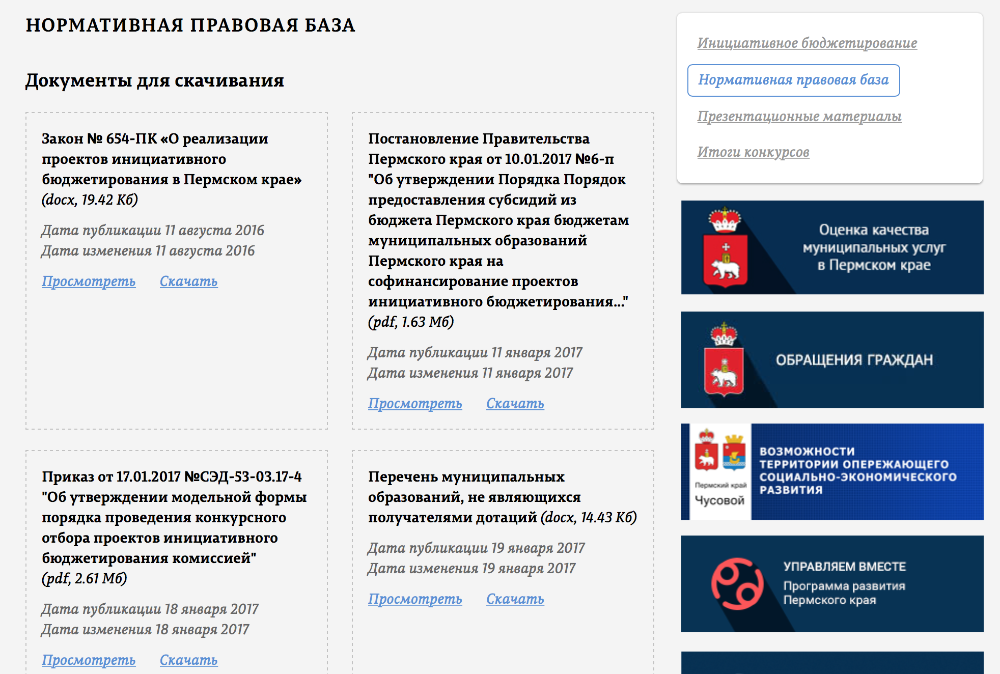 НОРМАТИВНАЯ ПРАВОВАЯ БАЗА
Документы для скачивания
Закон № 654-ПК «О реализации
проектов инициативного
бюджетирования в Пермском крае»
(docx, 19.42 Кб)
Дата публикации 11 августа 2016
Дата изменения 11 августа 2016
Просмотреть Скачать
Постановление Правительства
Пермского края от 10.01.2017 №6-п
"Об утверждении Порядка Порядок
предоставления субсидий из
бюджета Пермского края бюджетам
муниципальных образований
Пермского края на
софинансирование проектов
инициативного бюджетирования..."
(pdf, 1.63 Мб)
Дата публикации 11 января 2017
Дата изменения 11 января 2017
Просмотреть Скачать
Приказ от 17.01.2017 №СЭД-53-03.17-4
"Об утверждении модельной формы
порядка проведения конкурсного
отбора проектов инициативного
бюджетирования комиссией"
(pdf, 2.61 Мб)
Дата публикации 18 января 2017
Дата изменения 18 января 2017
Просмотреть Скачать
Перечень муниципальных
образований, не являющихся
получателями дотаций (docx, 14.43 Кб)
Дата публикации 19 января 2017
Дата изменения 19 января 2017
Просмотреть Скачать
Инициативное бюджетирование
Нормативная правовая база
Презентационные материалы
Итоги конкурсов
Оценка качества
муниципальных услуг
в Пермском крае
ОБРАЩЕНИЯ ГРАЖДАН
Пермский край
Чусовой
ВОЗМОЖНОСТИ
ТЕРРИТОРИИ ОПЕРЕЖАЮЩЕГО
СОЦИАЛЬНО-ЭКОНОМИЧЕСКОГО
РАЗВИТИЯ
УПРАВЛЯЕМ ВМЕСТЕ
Программа развития
Пермского края